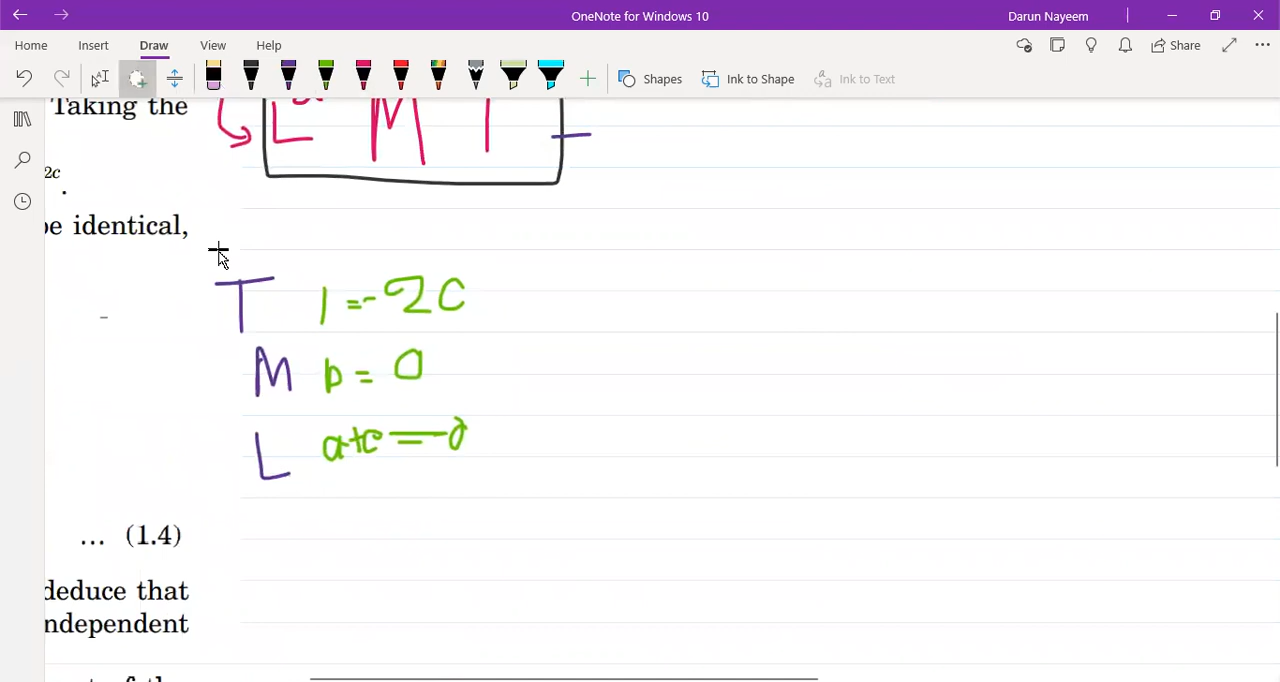 OneNote for Windows 10 Darun Nayeem
Home Insert Draw View Help Share
Shapes Ink to Shape Ink to Text
Taking the
2c
.
be identical,
L M T
T 1 = -2c
M b = 0
L a+c = 0
... (1.4)
deduce that
independent